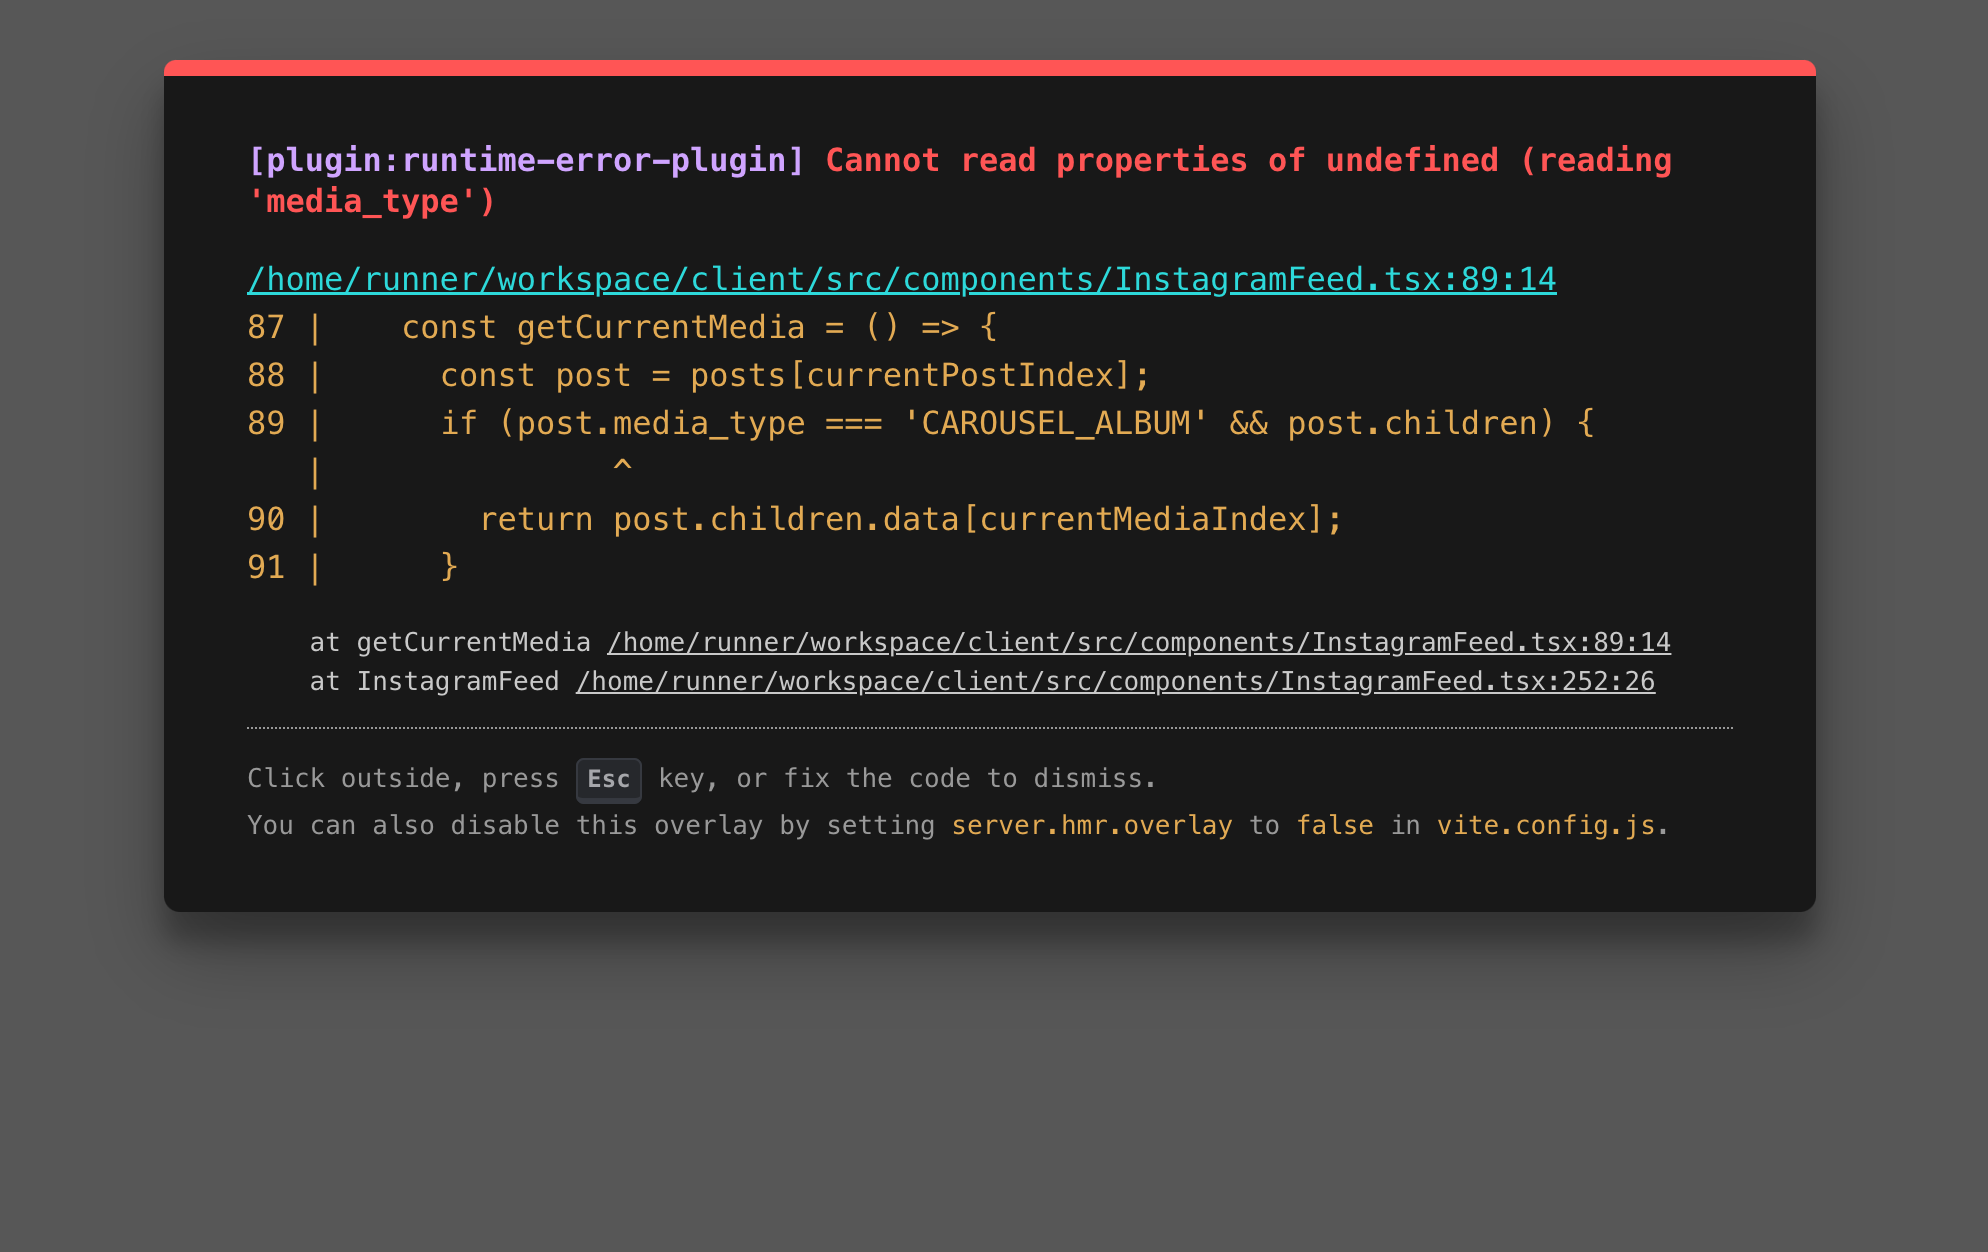 [plugin:runtime-error-plugin] Cannot read properties of undefined (reading
'media_type')
/home/runner/workspace/client/src/components/InstagramFeed.tsx:89:14
87 |    const getCurrentMedia = () => {
88 |      const post = posts[currentPostIndex];
89 |      if (post.media_type === 'CAROUSEL_ALBUM' && post.children) {
   |               ^
90 |        return post.children.data[currentMediaIndex];
91 |      }
    at getCurrentMedia /home/runner/workspace/client/src/components/InstagramFeed.tsx:89:14
    at InstagramFeed /home/runner/workspace/client/src/components/InstagramFeed.tsx:252:26
Click outside, press Esc key, or fix the code to dismiss.
You can also disable this overlay by setting server.hmr.overlay to false in vite.config.js.